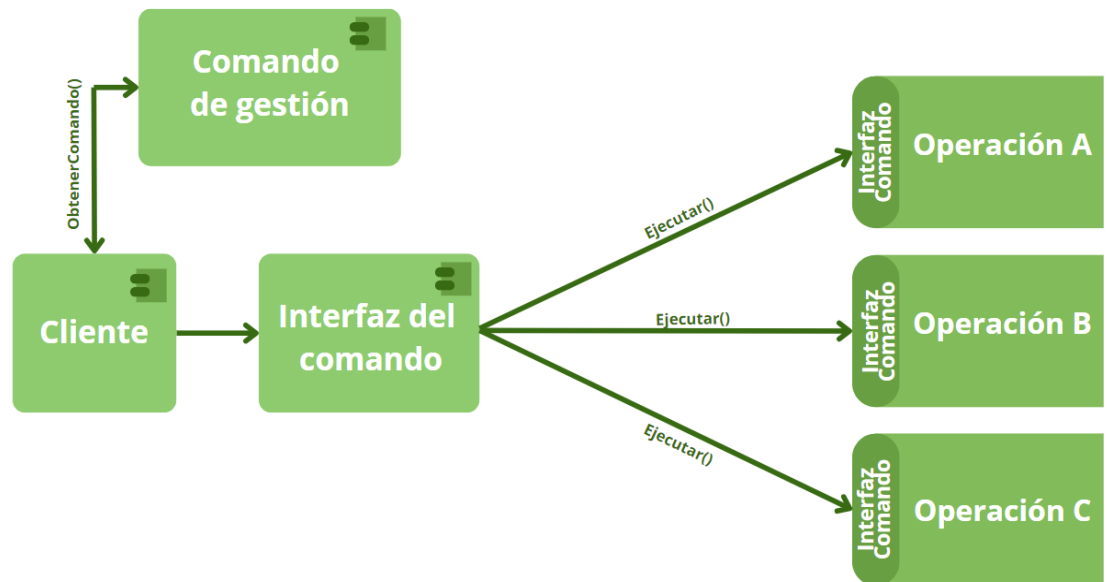 Comando
de gestión
ObtenerComando()
Cliente
Interfaz del
comando
Ejecutar()
Ejecutar()
Ejecutar()
Interfaz
Comando
Operación A
Interfaz
Comando
Operación B
Interfaz
Comando
Operación C